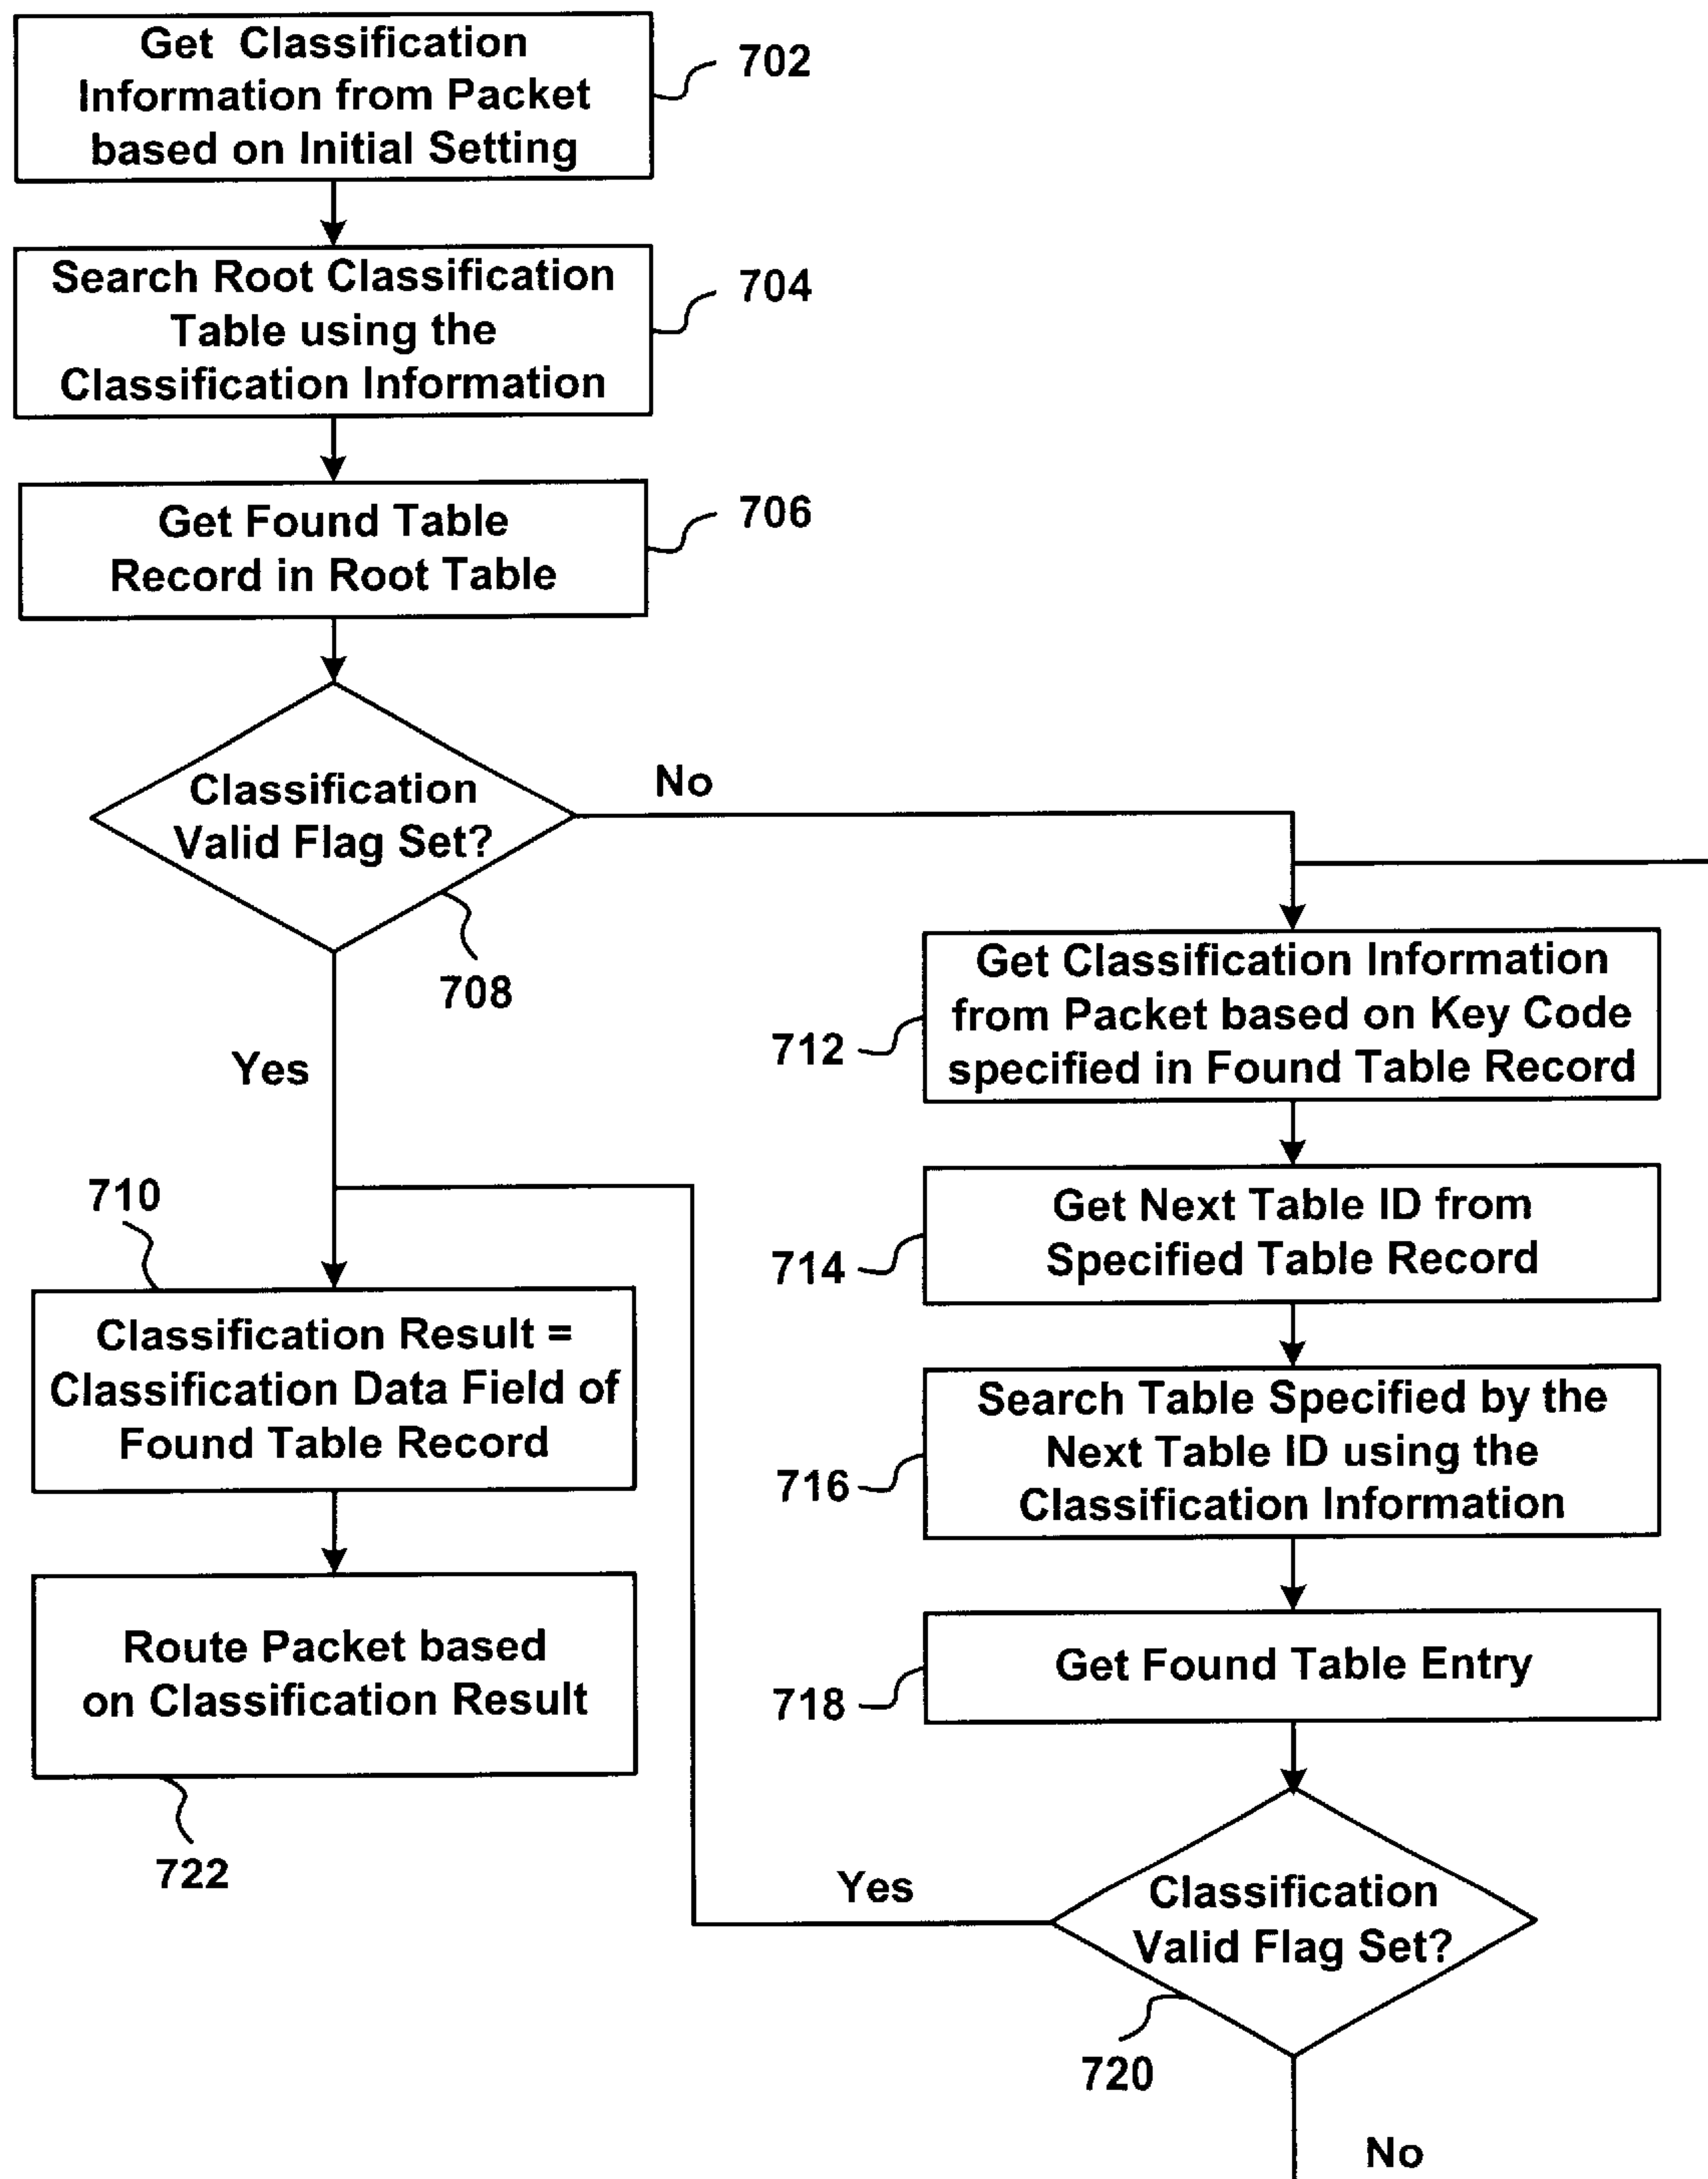 Get Classification
Information from Packet
based on Initial Setting
702
Search Root Classification
Table using the
Classification Information
704
Get Found Table
Record in Root Table
706
Classification
Valid Flag Set?
708
No
Yes
710
Classification Result =
Classification Data Field of
Found Table Record
Route Packet based
on Classification Result
722
Get Classification Information
from Packet based on Key Code
specified in Found Table Record
712
Get Next Table ID from
Specified Table Record
714
Search Table Specified by the
Next Table ID using the
Classification Information
716
Get Found Table Entry
718
Classification
Valid Flag Set?
Yes
720
No